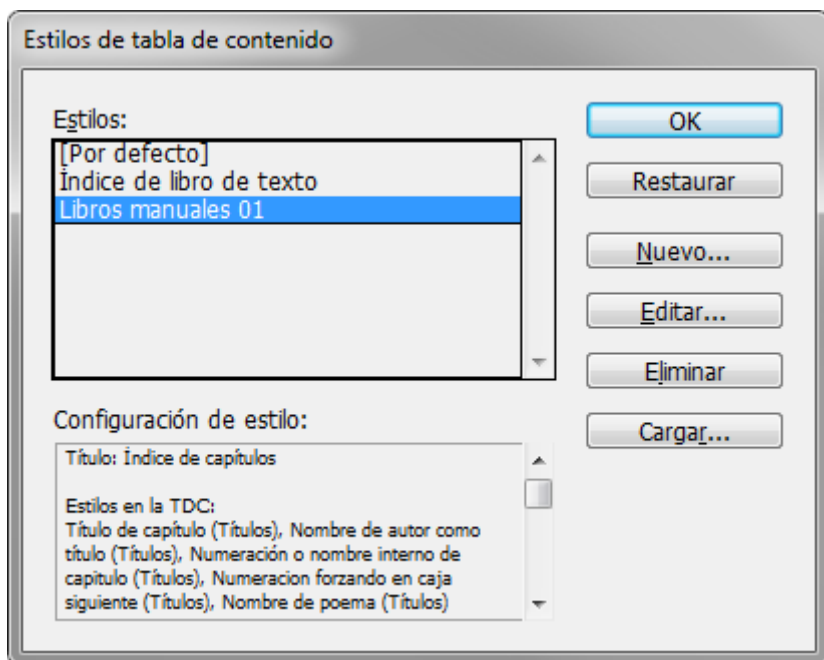 Estilos de tabla de contenido
Estilos:
[Por defecto]
Índice de libro de texto
Libros manuales 01
OK
Restaurar
Nuevo...
Editar...
Eliminar
Cargar...
Configuración de estilo:
Título: Índice de capítulos
Estilos en la TDC:
Título de capítulo (Títulos), Nombre de autor como
título (Títulos), Numeración o nombre interno de
capitulo (Títulos), Numeracion forzando en caja
siguiente (Títulos), Nombre de poema (Títulos)